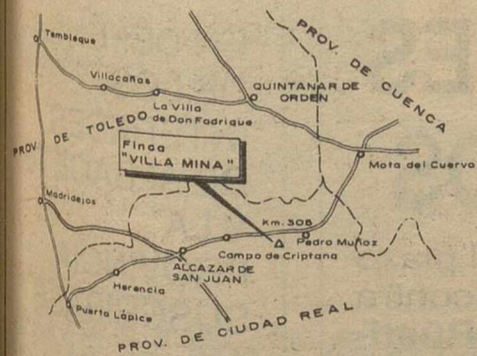 PROV. DE CUENCA
Tembleque
Villacañas
QUINTANAR DE
ORDEN
La Villa
de Don Fadrique
PROV. DE TOLEDO
Finca
"VILLA MINA"
Mota del Cuervo
Madridejos
Km. 308
Pedro Muñoz
Campo de Criptana
ALCAZAR DE
SAN JUAN
Herencia
Puerto Lápice
PROV. DE CIUDAD REAL